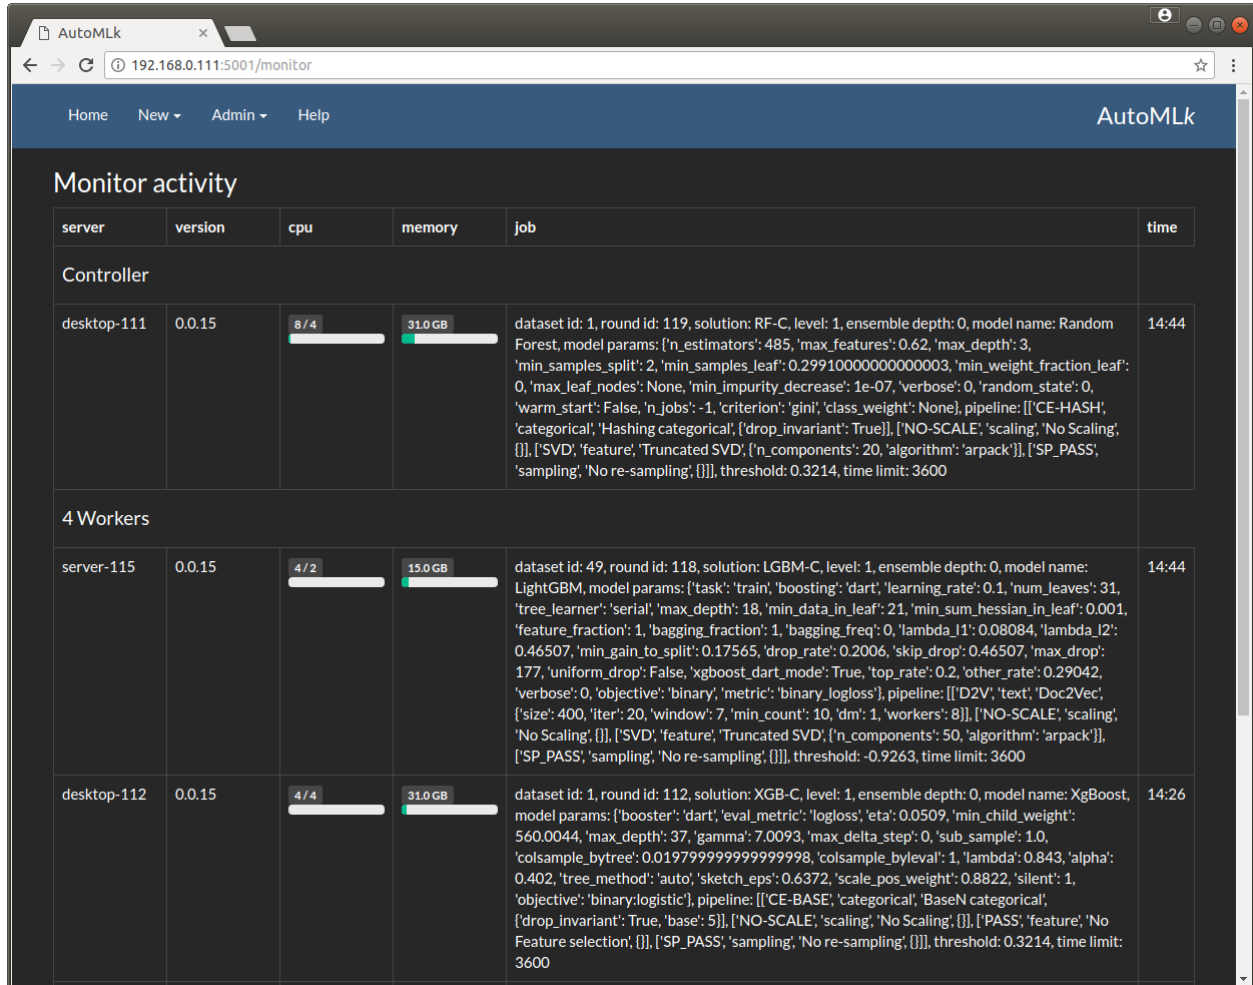 AutoMLk
192.168.0.111:5001/monitor
Home New Admin Help AutoMLk
Monitor activity
server version cpu memory job time
Controller
desktop-111 0.0.15 8 / 4 31.0 GB dataset id: 1, round id: 119, solution: RF-C, level: 1, ensemble depth: 0, model name: Random 14:44
Forest, model params: {'n_estimators': 485, 'max_features': 0.62, 'max_depth': 3,
'min_samples_split': 2, 'min_samples_leaf': 0.29910000000000003, 'min_weight_fraction_leaf':
0, 'max_leaf_nodes': None, 'min_impurity_decrease': 1e-07, 'verbose': 0, 'random_state': 0,
'warm_start': False, 'n_jobs': -1, 'criterion': 'gini', 'class_weight': None}, pipeline: [['CE-HASH',
'categorical', 'Hashing categorical', {'drop_invariant': True}], ['NO-SCALE', 'scaling', 'No Scaling',
{}], ['SVD', 'feature', 'Truncated SVD', {'n_components': 20, 'algorithm': 'arpack'}], ['SP_PASS',
'sampling', 'No re-sampling', {}]], threshold: 0.3214, time limit: 3600
4 Workers
server-115 0.0.15 4 / 2 15.0 GB dataset id: 49, round id: 118, solution: LGBM-C, level: 1, ensemble depth: 0, model name: 14:44
LightGBM, model params: {'task': 'train', 'boosting': 'dart', 'learning_rate': 0.1, 'num_leaves': 31,
'tree_learner': 'serial', 'max_depth': 18, 'min_data_in_leaf': 21, 'min_sum_hessian_in_leaf': 0.001,
'feature_fraction': 1, 'bagging_fraction': 1, 'bagging_freq': 0, 'lambda_l1': 0.08084, 'lambda_l2':
0.46507, 'min_gain_to_split': 0.17565, 'drop_rate': 0.2006, 'skip_drop': 0.46507, 'max_drop':
177, 'uniform_drop': False, 'xgboost_dart_mode': True, 'top_rate': 0.2, 'other_rate': 0.29042,
'verbose': 0, 'objective': 'binary', 'metric': 'binary_logloss'}, pipeline: [['D2V', 'text', 'Doc2Vec',
{'size': 400, 'iter': 20, 'window': 7, 'min_count': 10, 'dm': 1, 'workers': 8}], ['NO-SCALE', 'scaling',
'No Scaling', {}], ['SVD', 'feature', 'Truncated SVD', {'n_components': 50, 'algorithm': 'arpack'}],
['SP_PASS', 'sampling', 'No re-sampling', {}]], threshold: -0.9263, time limit: 3600
desktop-112 0.0.15 4 / 4 31.0 GB dataset id: 1, round id: 112, solution: XGB-C, level: 1, ensemble depth: 0, model name: XgBoost, 14:26
model params: {'booster': 'dart', 'eval_metric': 'logloss', 'eta': 0.0509, 'min_child_weight':
560.0044, 'max_depth': 37, 'gamma': 7.0093, 'max_delta_step': 0, 'sub_sample': 1.0,
'colsample_bytree': 0.019799999999999998, 'colsample_bylevel': 1, 'lambda': 0.843, 'alpha':
0.402, 'tree_method': 'auto', 'sketch_eps': 0.6372, 'scale_pos_weight': 0.8822, 'silent': 1,
'objective': 'binary:logistic'}, pipeline: [['CE-BASE', 'categorical', 'BaseN categorical',
{'drop_invariant': True, 'base': 5}], ['NO-SCALE', 'scaling', 'No Scaling', {}], ['PASS', 'feature', 'No
Feature selection', {}], ['SP_PASS', 'sampling', 'No re-sampling', {}]], threshold: 0.3214, time limit:
3600